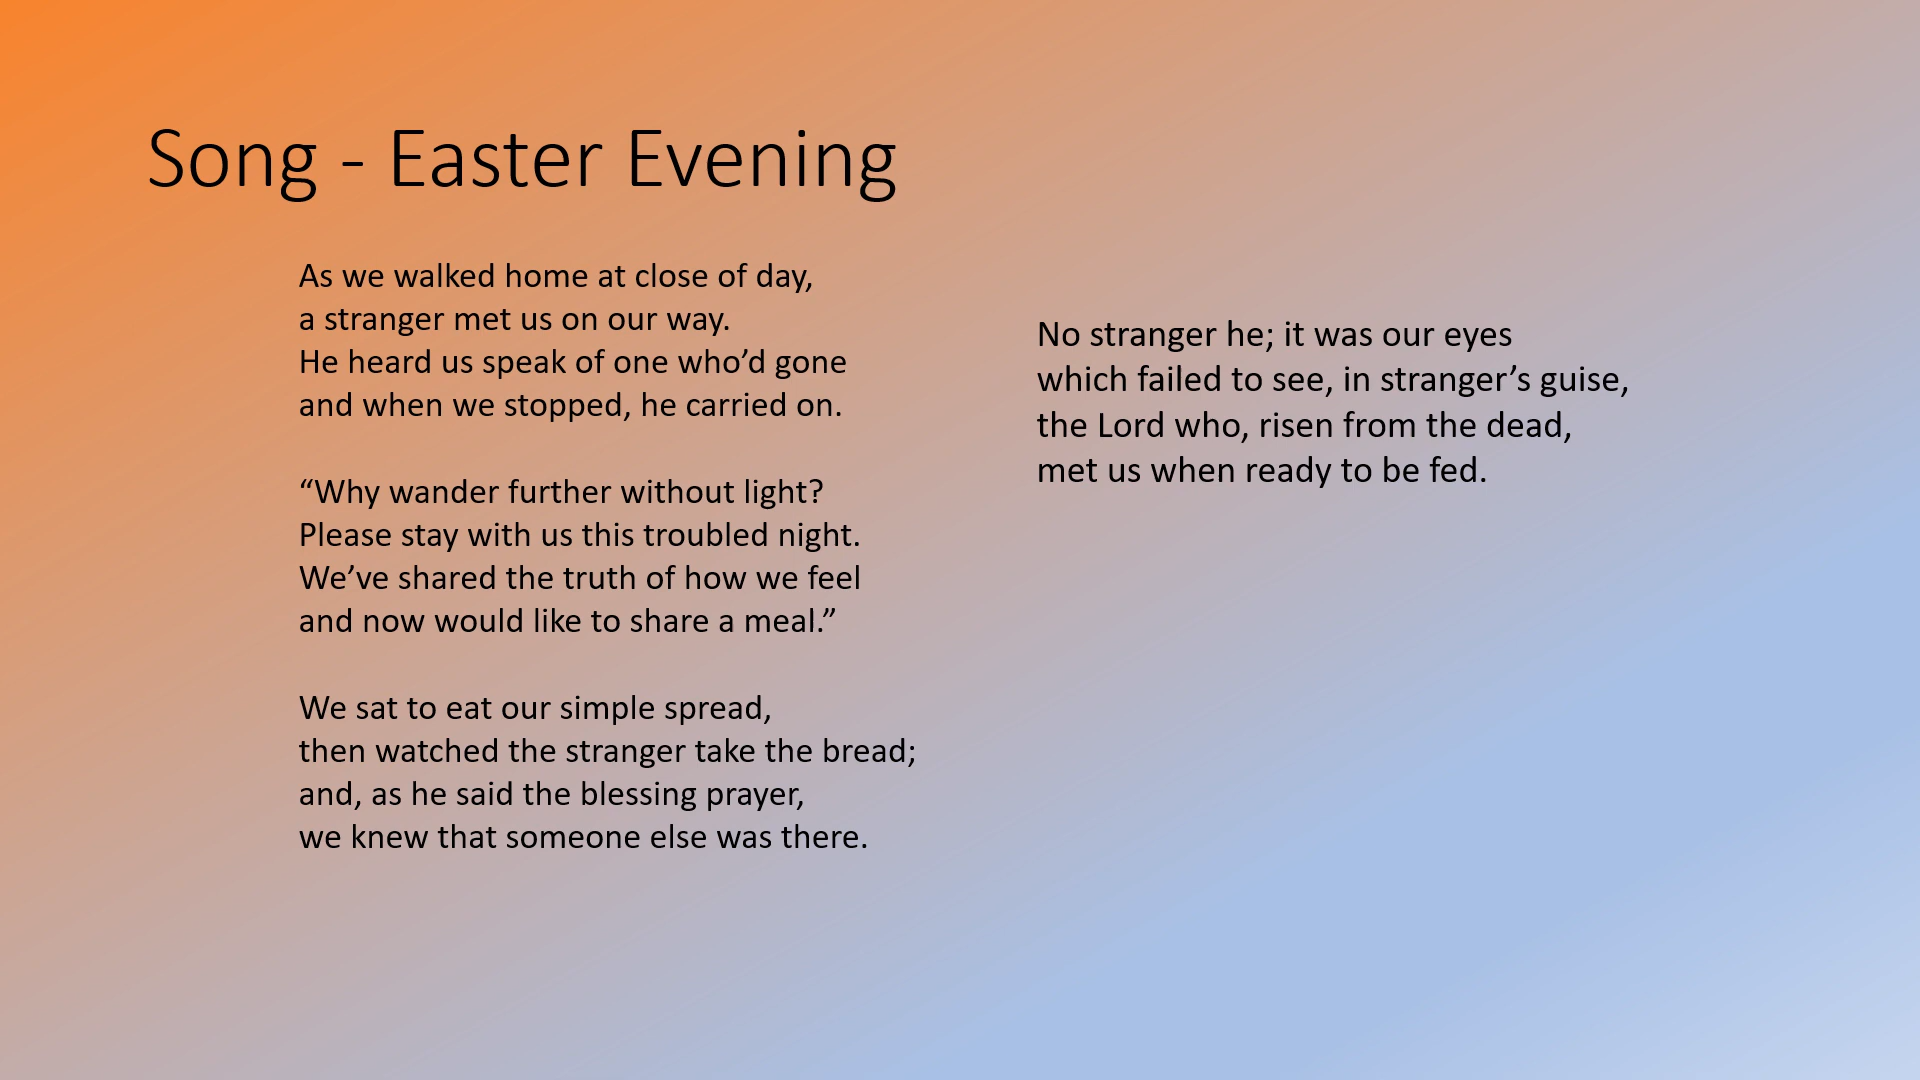 Song - Easter Evening
As we walked home at close of day,
a stranger met us on our way.
He heard us speak of one who’d gone
and when we stopped, he carried on.
“Why wander further without light?
Please stay with us this troubled night.
We’ve shared the truth of how we feel
and now would like to share a meal.”
We sat to eat our simple spread,
then watched the stranger take the bread;
and, as he said the blessing prayer,
we knew that someone else was there.
No stranger he; it was our eyes
which failed to see, in stranger’s guise,
the Lord who, risen from the dead,
met us when ready to be fed.